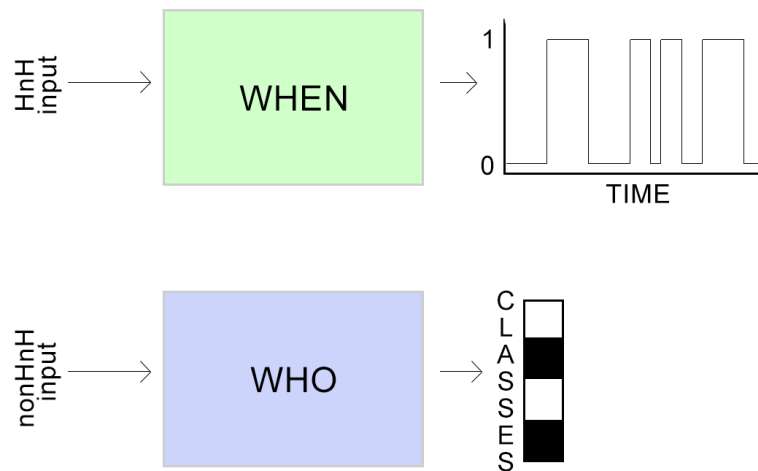 HnH
input
WHEN
1
0
TIME
nonHnH
input
WHO
CLASSES